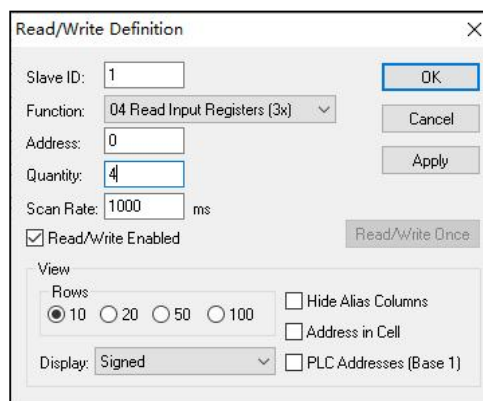 Read/Write Definition
Slave ID: 1
OK
Function: 04 Read Input Registers (3x)
Cancel
Address: 0
Apply
Quantity: 4
Scan Rate: 1000 ms
Read/Write Enabled
Read/Write Once
View
Rows
10 20 50 100
Hide Alias Columns
Address in Cell
Display: Signed
PLC Addresses (Base 1)